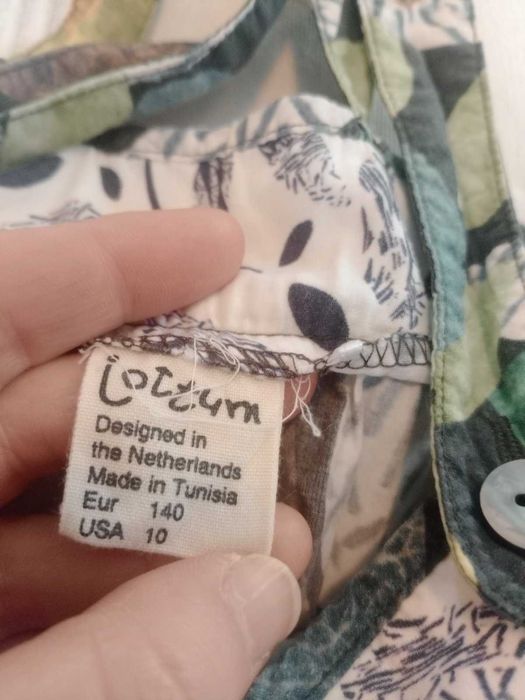 Designed in
the Netherlands
Made in Tunisia
Eur 140
USA 10